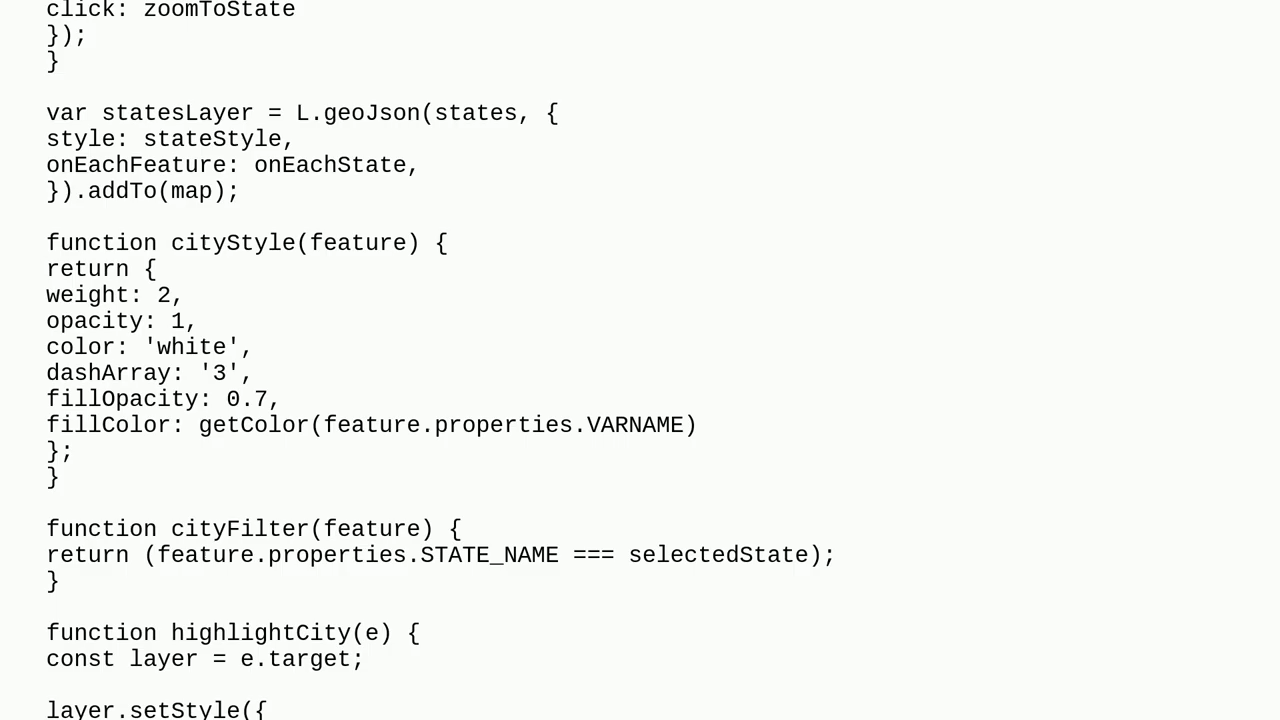 click: zoomToState
});
}
var statesLayer = L.geoJson(states, {
style: stateStyle,
onEachFeature: onEachState,
}).addTo(map);
function cityStyle(feature) {
return {
weight: 2,
opacity: 1,
color: 'white',
dashArray: '3',
fillOpacity: 0.7,
fillColor: getColor(feature.properties.VARNAME)
};
}
function cityFilter(feature) {
return (feature.properties.STATE_NAME === selectedState);
}
function highlightCity(e) {
const layer = e.target;
layer.setStyle({